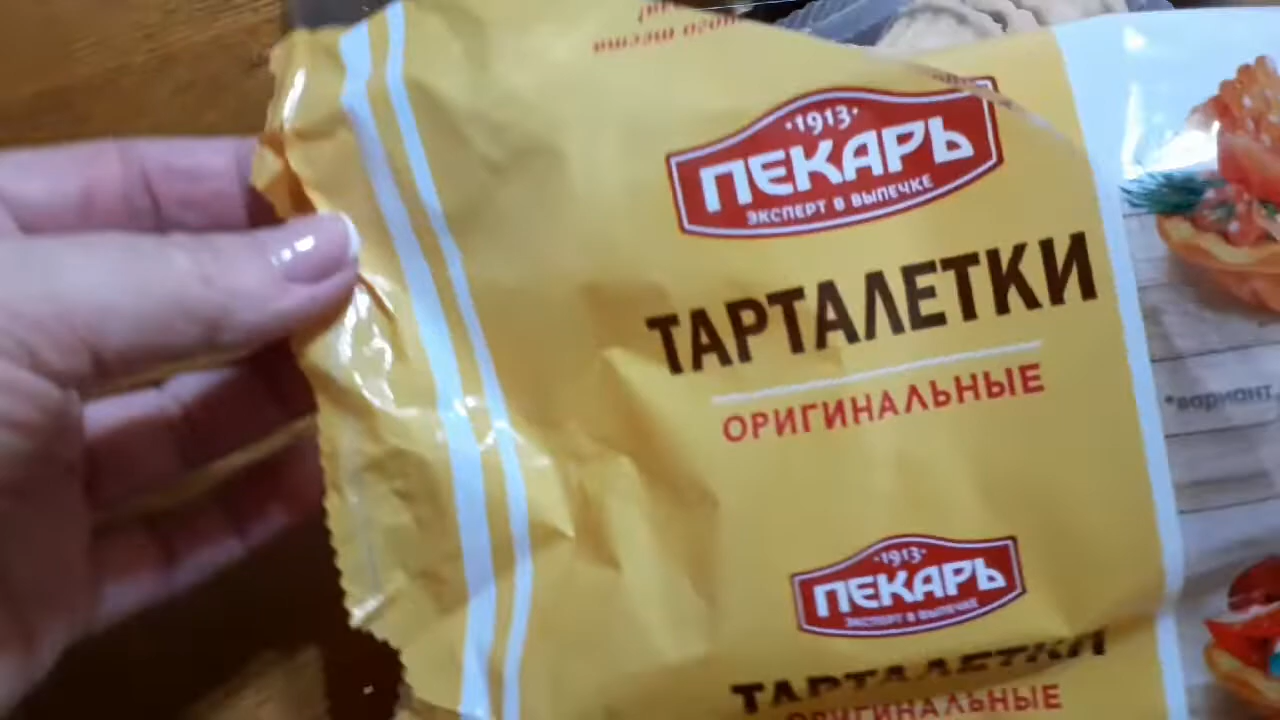 ·1913·
ПЕКАРЬ
ЭКСПЕРТ В ВЫПЕЧКЕ
ТАРТАЛЕТКИ
ОРИГИНАЛЬНЫЕ
*вариант
·1913·
ПЕКАРЬ
ЭКСПЕРТ В ВЫПЕЧКЕ
ТАРТАЛЕТКИ
ОРИГИНАЛЬНЫЕ